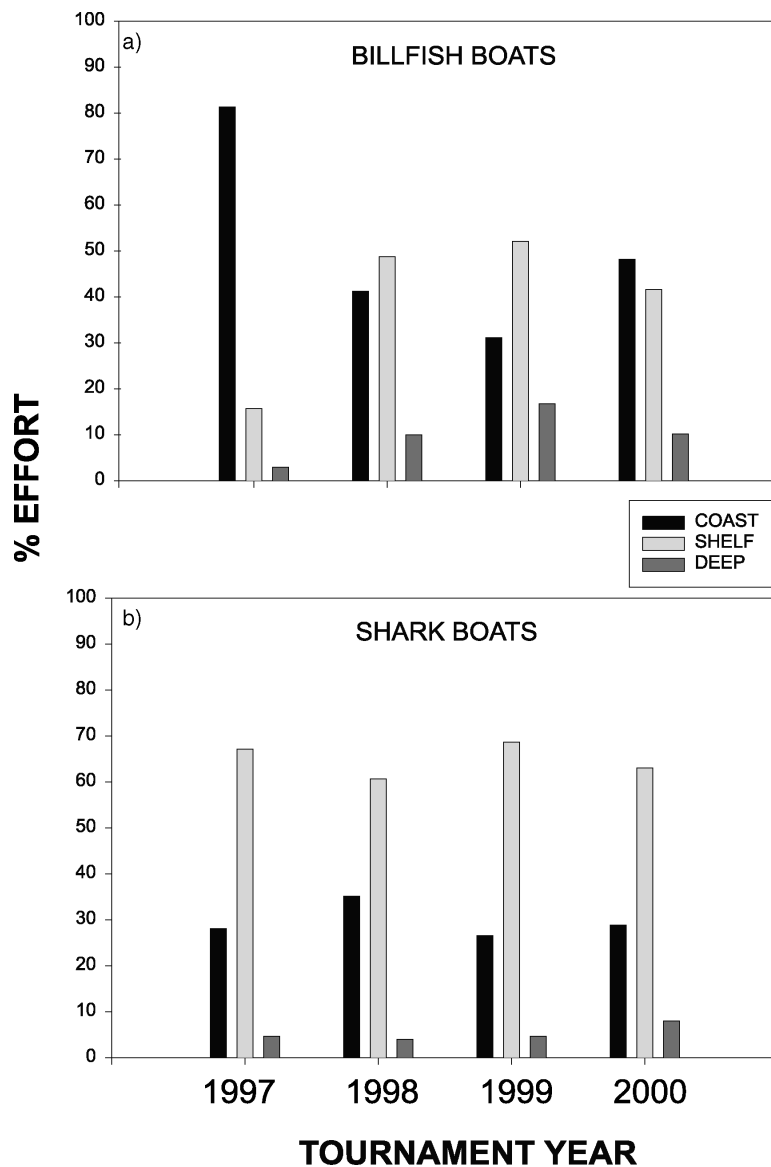 a)
BILLFISH BOATS
100
90
80
70
60
50
40
30
20
10
0
% EFFORT
COAST
SHELF
DEEP
b)
SHARK BOATS
100
90
80
70
60
50
40
30
20
10
0
1997 1998 1999 2000
TOURNAMENT YEAR